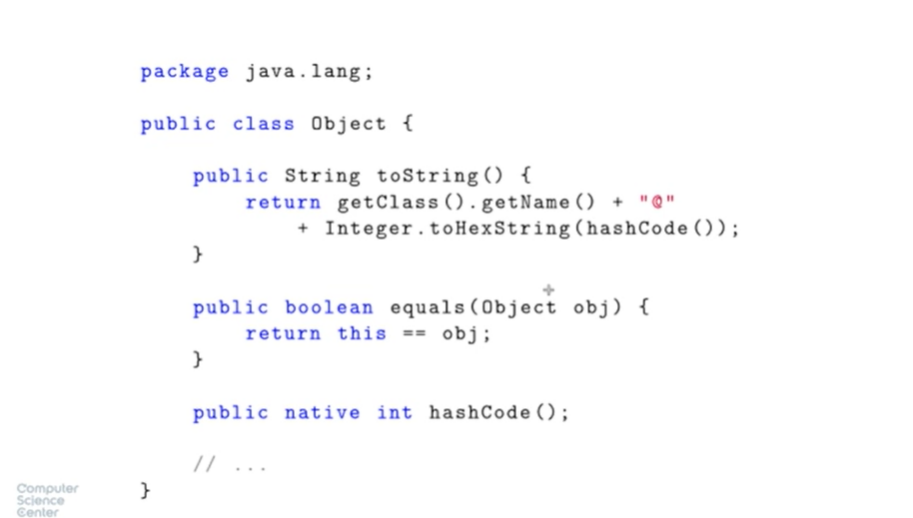 package java.lang;
public class Object {
public String toString() {
return getClass().getName() + "@"
+ Integer.toHexString(hashCode());
}
public boolean equals(Object obj) {
return this == obj;
}
public native int hashCode();
// ...
}
Computer
Science
Center